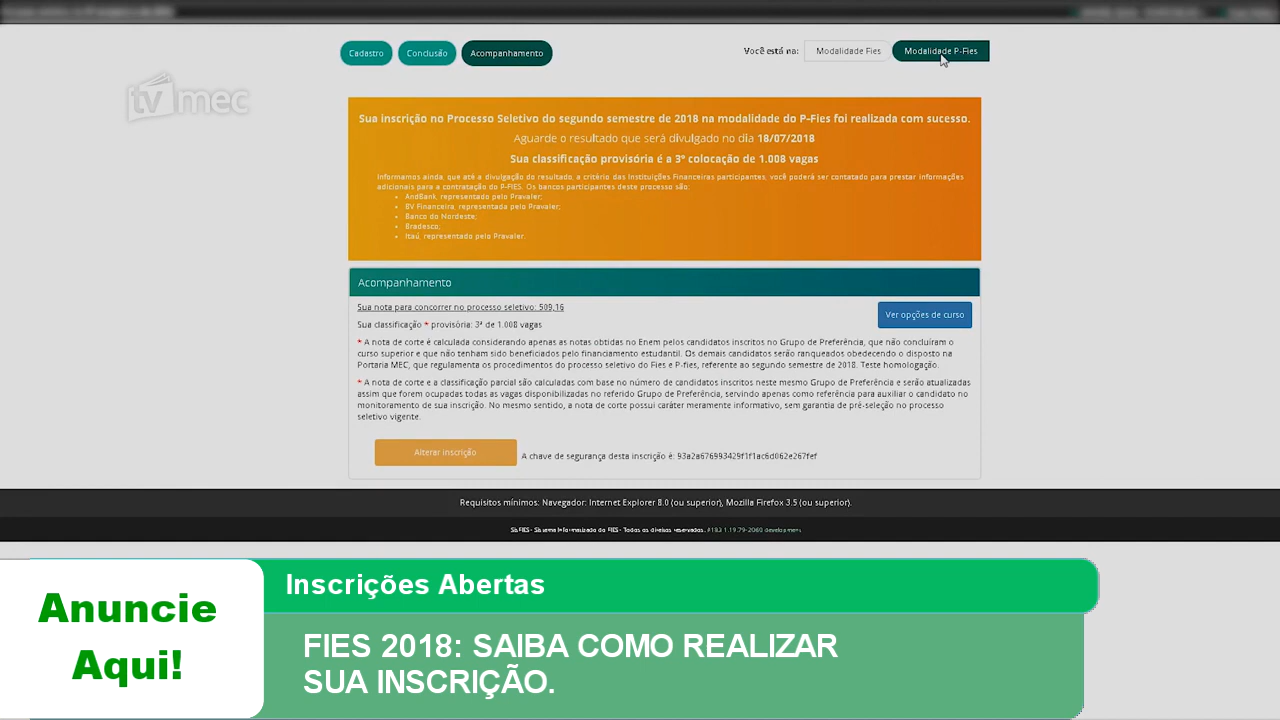 Cadastro
Conclusão
Acompanhamento
Você está na:
Modalidade Fies
Modalidade P-Fies
tv mec
Sua inscrição no Processo Seletivo do segundo semestre de 2018 na modalidade do P-Fies foi realizada com sucesso.
Aguarde o resultado que será divulgado no dia 18/07/2018
Sua classificação provisória é a 3ª colocação de 1.008 vagas
Informamos ainda, que até a divulgação do resultado, a critério das Instituições Financeiras participantes, você poderá ser contatado para prestar informações
adicionais para a contratação do P-FIES. Os bancos participantes deste processo são:
• AndBank, representado pelo Pravaler;
• BV Financeira, representada pelo Pravaler;
• Banco do Nordeste;
• Bradesco;
• Itaú, representado pelo Pravaler.
Acompanhamento
Sua nota para concorrer no processo seletivo: 509,16
Ver opções de curso
Sua classificação * provisória: 3ª de 1.008 vagas
* A nota de corte é calculada considerando apenas as notas obtidas no Enem pelos candidatos inscritos no Grupo de Preferência, que não concluíram o
curso superior e que não tenham sido beneficiados pelo financiamento estudantil. Os demais candidatos serão ranqueados obedecendo o disposto na
Portaria MEC, que regulamenta os procedimentos do processo seletivo do Fies e P-fies, referente ao segundo semestre de 2018. Teste homologação.
* A nota de corte e a classificação parcial são calculadas com base no número de candidatos inscritos neste mesmo Grupo de Preferência e serão atualizadas
assim que forem ocupadas todas as vagas disponibilizadas no referido Grupo de Preferência, servindo apenas como referência para auxiliar o candidato no
monitoramento de sua inscrição. No mesmo sentido, a nota de corte possui caráter meramente informativo, sem garantia de pré-seleção no processo
seletivo vigente.
Alterar inscrição
A chave de segurança desta inscrição é: 93a2a676993429f1f1ac6d062e267fef
Requisitos mínimos: Navegador: Internet Explorer 8.0 (ou superior), Mozilla Firefox 3.5 (ou superior).
SisFIES - Sistema Informatizado do FIES - Todos os direitos reservados.
Anuncie
Aqui!
Inscrições Abertas
FIES 2018: SAIBA COMO REALIZAR
SUA INSCRIÇÃO.